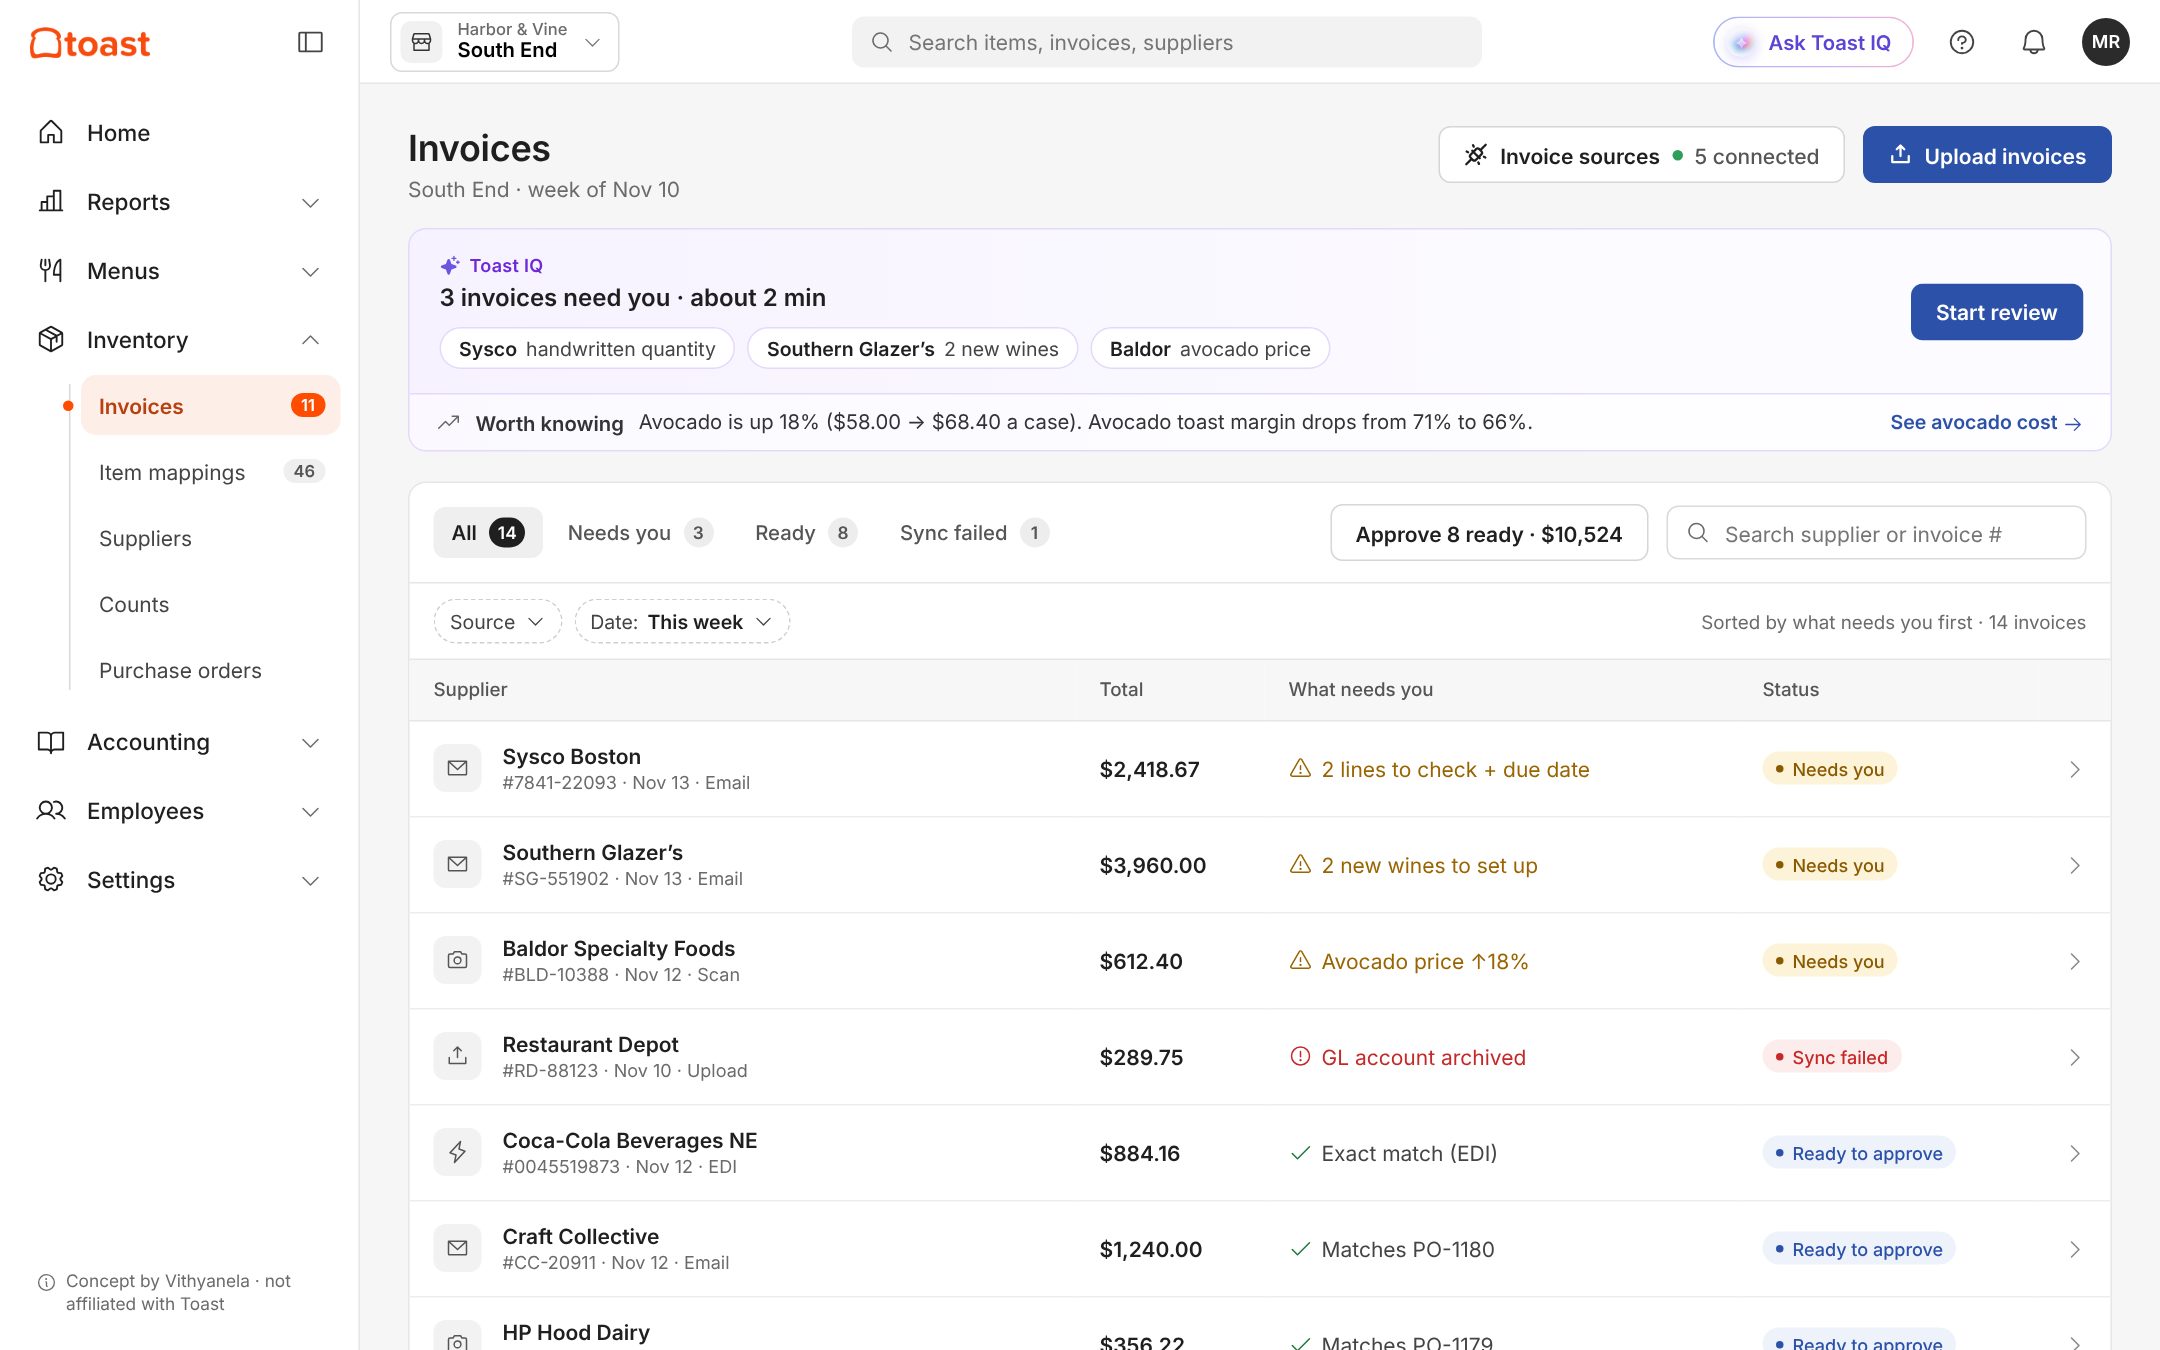 toast
Home
Reports
Menus
Inventory
Invoices 11
Item mappings 46
Suppliers
Counts
Purchase orders
Accounting
Employees
Settings
Concept by Vithyanela · not
affiliated with Toast
Harbor & Vine
South End
Search items, invoices, suppliers
Ask Toast IQ
MR
Invoices
South End · week of Nov 10
Invoice sources 5 connected
Upload invoices
Toast IQ
3 invoices need you · about 2 min
Sysco handwritten quantity
Southern Glazer’s 2 new wines
Baldor avocado price
Start review
Worth knowing Avocado is up 18% ($58.00 → $68.40 a case). Avocado toast margin drops from 71% to 66%.
See avocado cost →
All 14
Needs you 3
Ready 8
Sync failed 1
Approve 8 ready · $10,524
Search supplier or invoice #
Source
Date: This week
Sorted by what needs you first · 14 invoices
Supplier Total What needs you Status
Sysco Boston
#7841-22093 · Nov 13 · Email
$2,418.67
2 lines to check + due date
Needs you
Southern Glazer’s
#SG-551902 · Nov 13 · Email
$3,960.00
2 new wines to set up
Needs you
Baldor Specialty Foods
#BLD-10388 · Nov 12 · Scan
$612.40
Avocado price ↑18%
Needs you
Restaurant Depot
#RD-88123 · Nov 10 · Upload
$289.75
GL account archived
Sync failed
Coca-Cola Beverages NE
#0045519873 · Nov 12 · EDI
$884.16
Exact match (EDI)
Ready to approve
Craft Collective
#CC-20911 · Nov 12 · Email
$1,240.00
Matches PO-1180
Ready to approve
HP Hood Dairy
$356.22
Matches PO-1179
Ready to approve